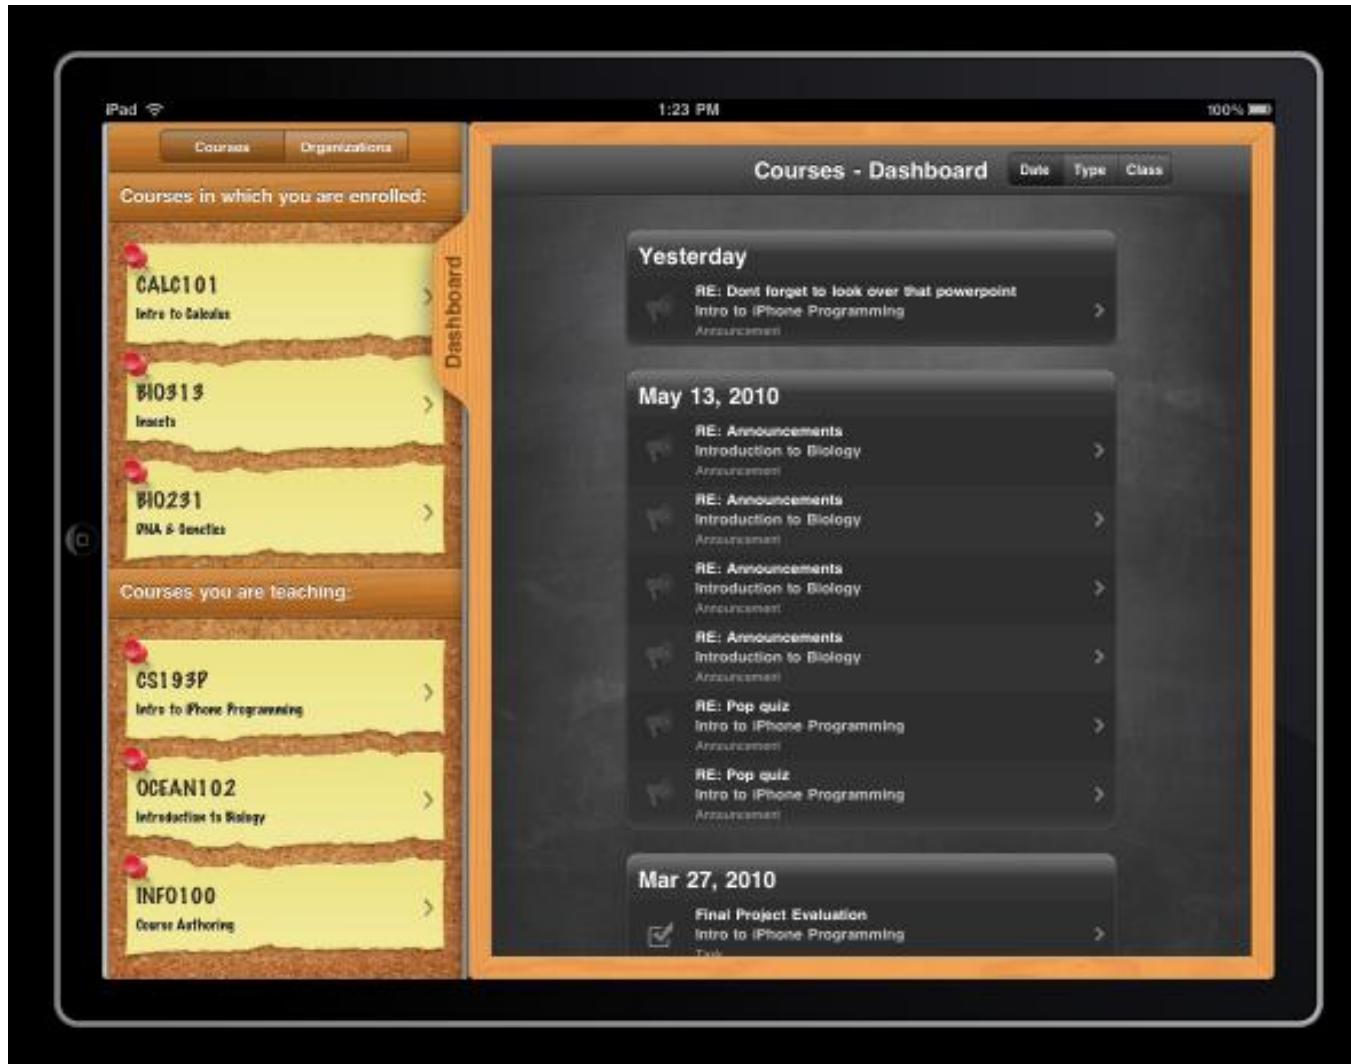 iPad
1:23 PM
100%
Courses
Organizations
Courses in which you are enrolled:
CALC101
Intro to Calculus
BIO313
Insects
BIO231
DNA & Genetics
Courses you are teaching:
CS193P
Intro to iPhone Programming
OCEAN102
Introduction to Biology
INFO100
Course Authoring
Dashboard
Courses - Dashboard
Date
Type
Class
Yesterday
RE: Dont forget to look over that powerpoint
Intro to iPhone Programming
Announcement
May 13, 2010
RE: Announcements
Introduction to Biology
Announcement
RE: Announcements
Introduction to Biology
Announcement
RE: Announcements
Introduction to Biology
Announcement
RE: Announcements
Introduction to Biology
Announcement
RE: Pop quiz
Intro to iPhone Programming
Announcement
RE: Pop quiz
Intro to iPhone Programming
Announcement
Mar 27, 2010
Final Project Evaluation
Intro to iPhone Programming
Task